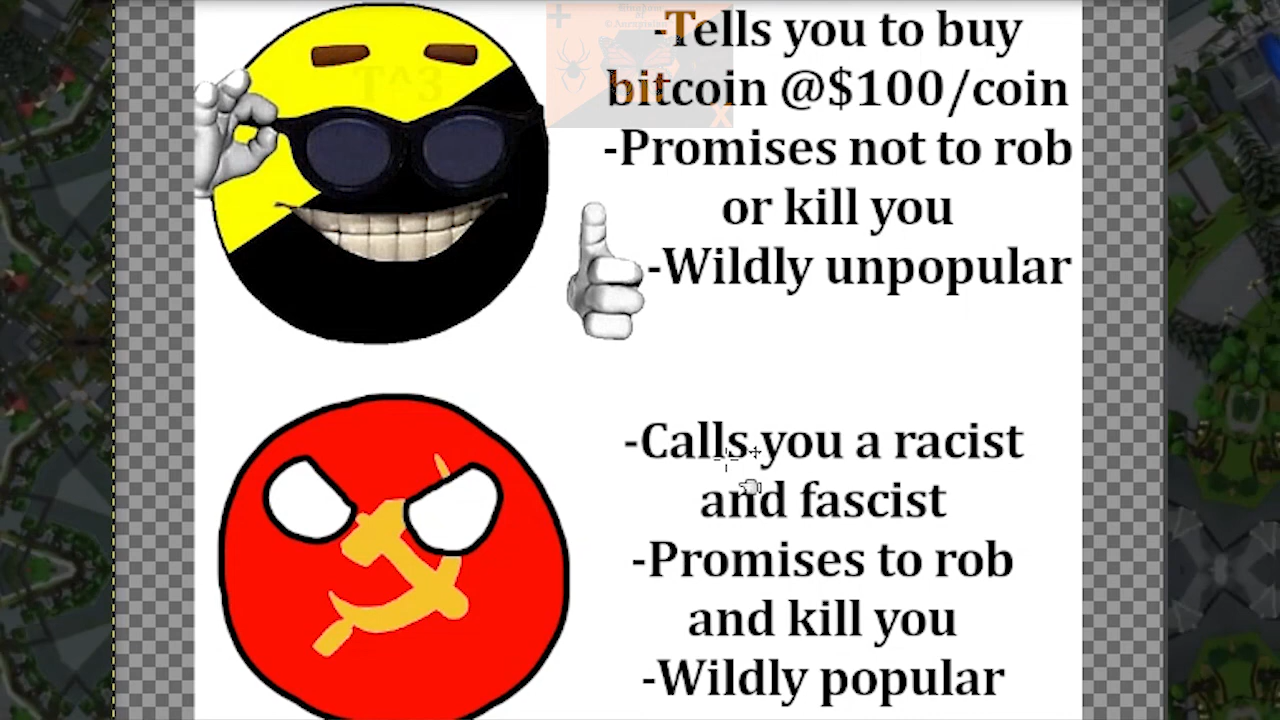 -Tells you to buy
bitcoin @$100/coin
-Promises not to rob
or kill you
-Wildly unpopular
T^3
-Calls you a racist
and fascist
-Promises to rob
and kill you
-Wildly popular